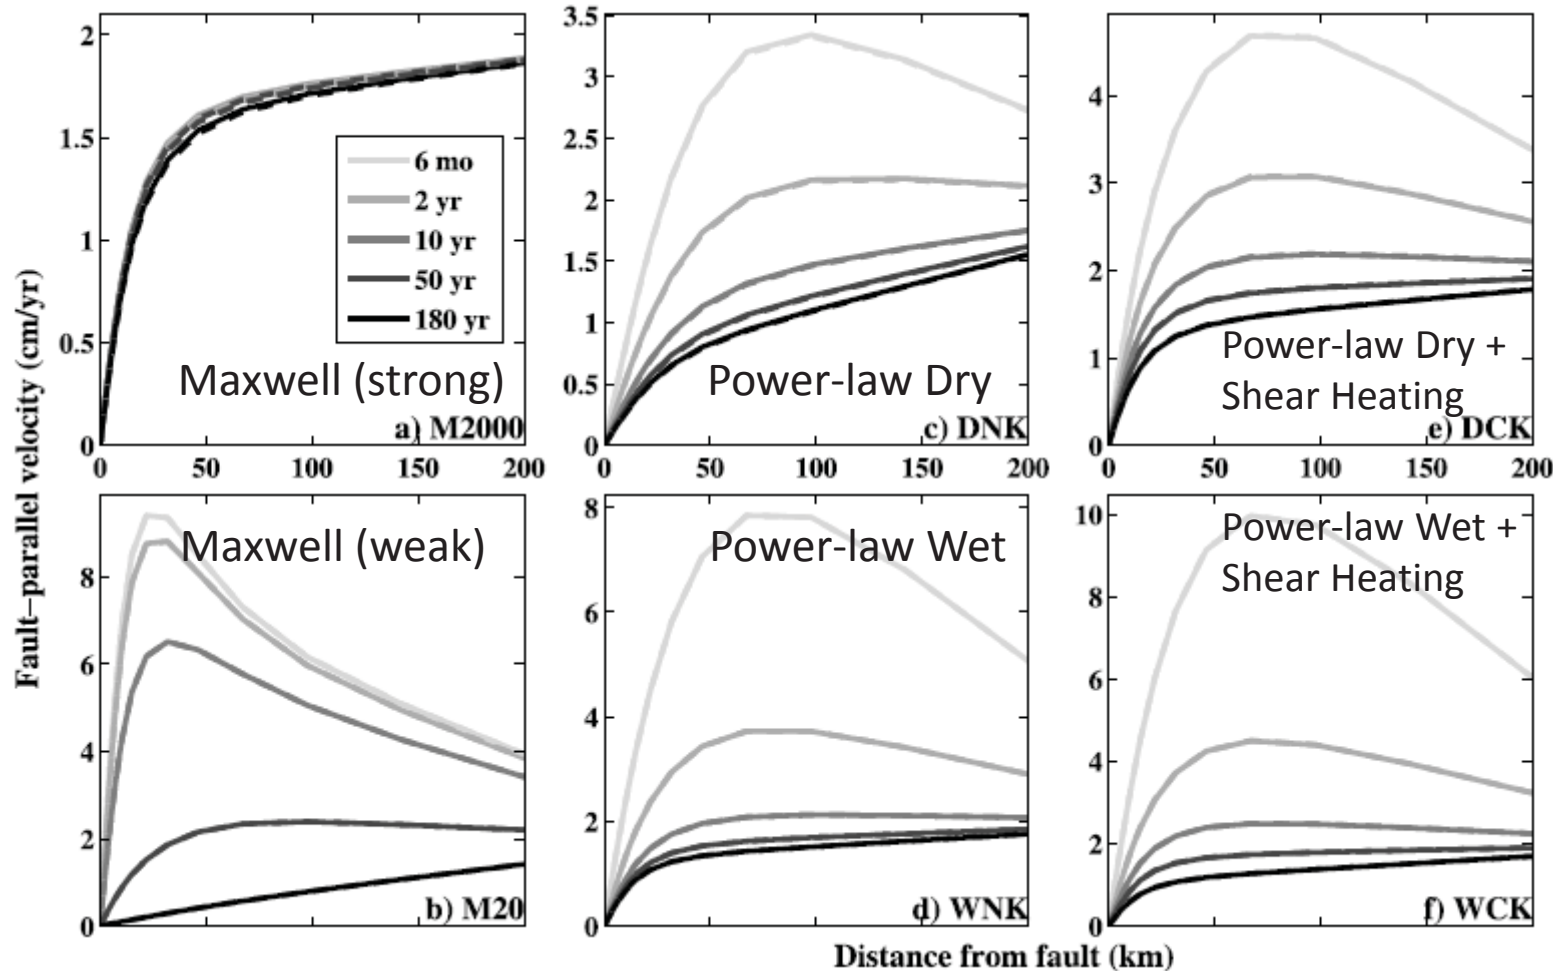 Fault-parallel velocity (cm/yr)
2
1.5
1
0.5
0
6 mo
2 yr
10 yr
50 yr
180 yr
Maxwell (strong)
a) M2000
0 50 100 150 200
3.5
3
2.5
2
1.5
1
0.5
0
Power-law Dry
c) DNK
0 50 100 150 200
4
3
2
1
0
Power-law Dry +
Shear Heating
e) DCK
0 50 100 150 200
8
6
4
2
0
Maxwell (weak)
b) M20
0 50 100 150 200
8
6
4
2
0
Power-law Wet
d) WNK
10
8
6
4
2
0
Power-law Wet +
Shear Heating
f) WCK
Distance from fault (km)